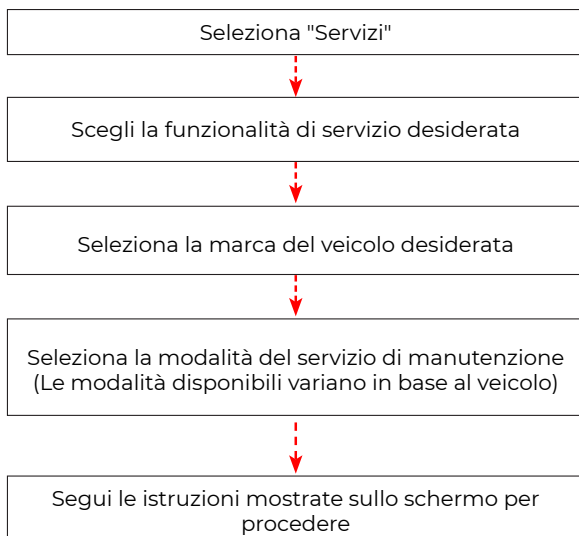 Seleziona "Servizi"
Scegli la funzionalità di servizio desiderata
Seleziona la marca del veicolo desiderata
Seleziona la modalità del servizio di manutenzione
(Le modalità disponibili variano in base al veicolo)
Segui le istruzioni mostrate sullo schermo per
procedere